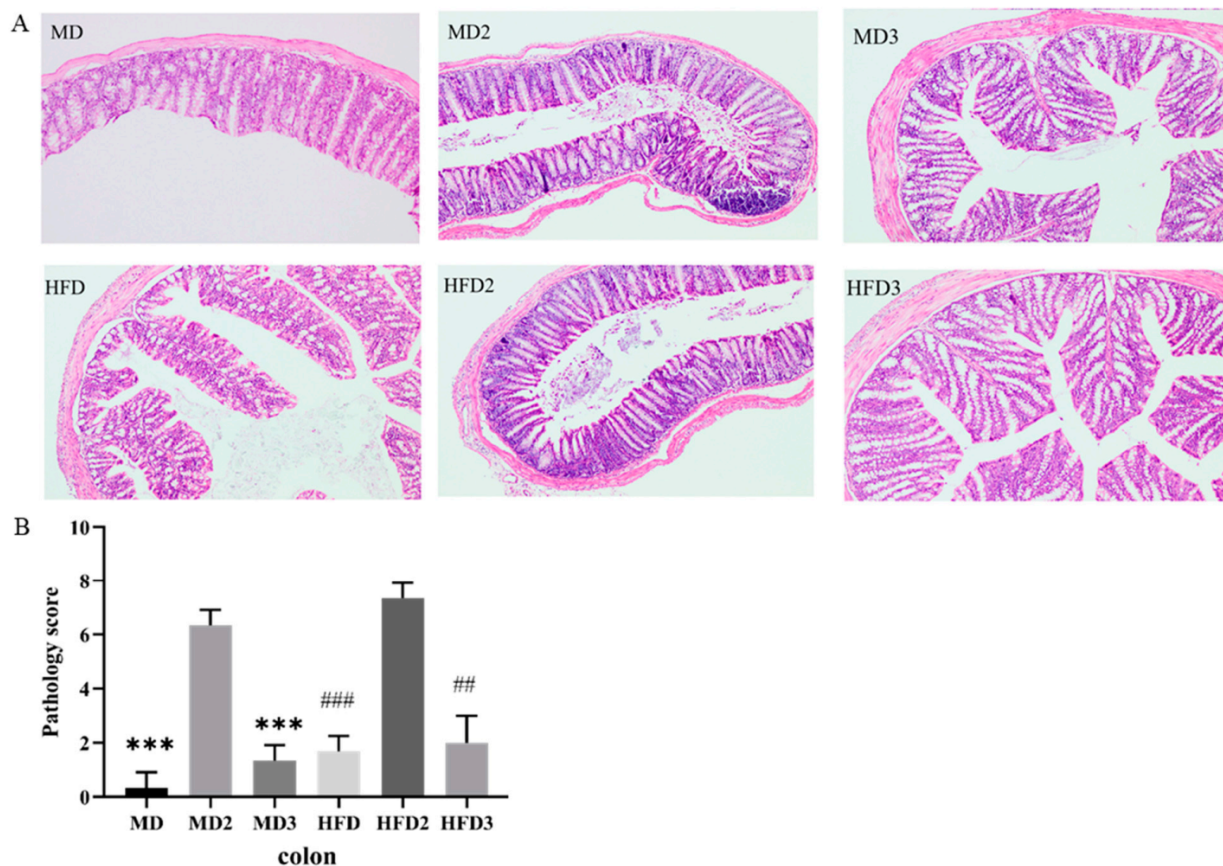 A
MD
MD2
MD3
HFD
HFD2
HFD3
B
Pathology score
10
8
6
4
2
0
***
***
###
##
MD
MD2
MD3
HFD
HFD2
HFD3
colon